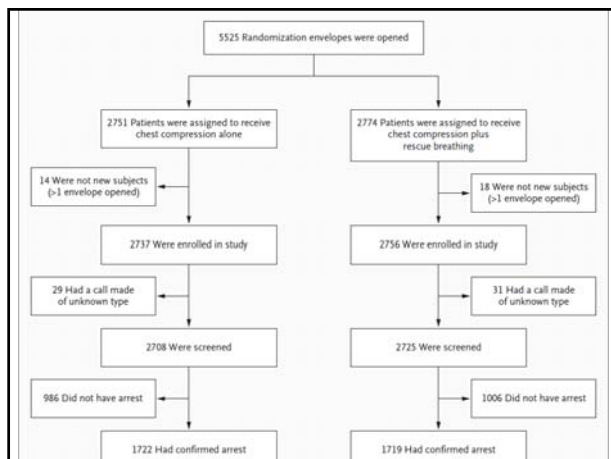 5525 Randomization envelopes were opened
2751 Patients were assigned to receive
chest compression alone
2774 Patients were assigned to receive
chest compression plus
rescue breathing
14 Were not new subjects
(>1 envelope opened)
18 Were not new subjects
(>1 envelope opened)
2737 Were enrolled in study
2756 Were enrolled in study
29 Had a call made
of unknown type
31 Had a call made
of unknown type
2708 Were screened
2725 Were screened
986 Did not have arrest
1006 Did not have arrest
1722 Had confirmed arrest
1719 Had confirmed arrest